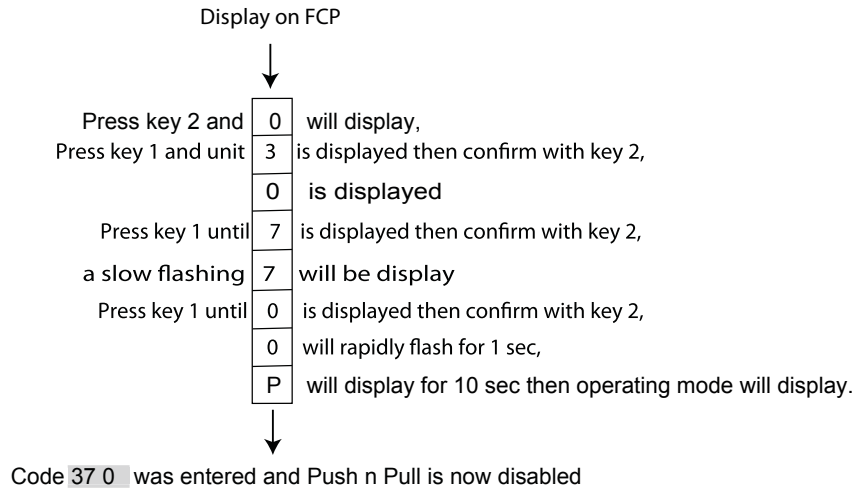 Display on FCP
Press key 2 and 0 will display,
Press key 1 and unit 3 is displayed then confirm with key 2,
0 is displayed
Press key 1 until 7 is displayed then confirm with key 2,
a slow flashing 7 will be display
Press key 1 until 0 is displayed then confirm with key 2,
0 will rapidly flash for 1 sec,
P will display for 10 sec then operating mode will display.
Code 37 0 was entered and Push n Pull is now disabled